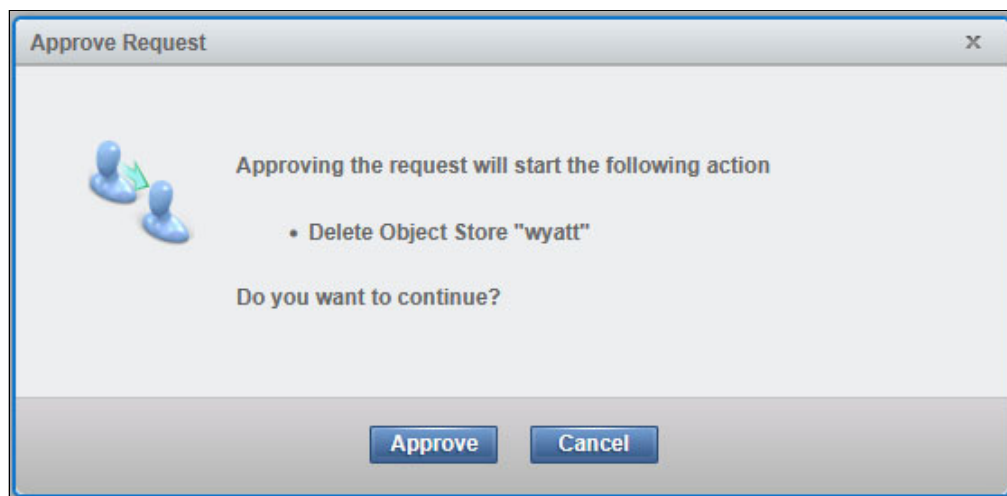 Approve Request
x
Approving the request will start the following action
• Delete Object Store "wyatt"
Do you want to continue?
Approve Cancel